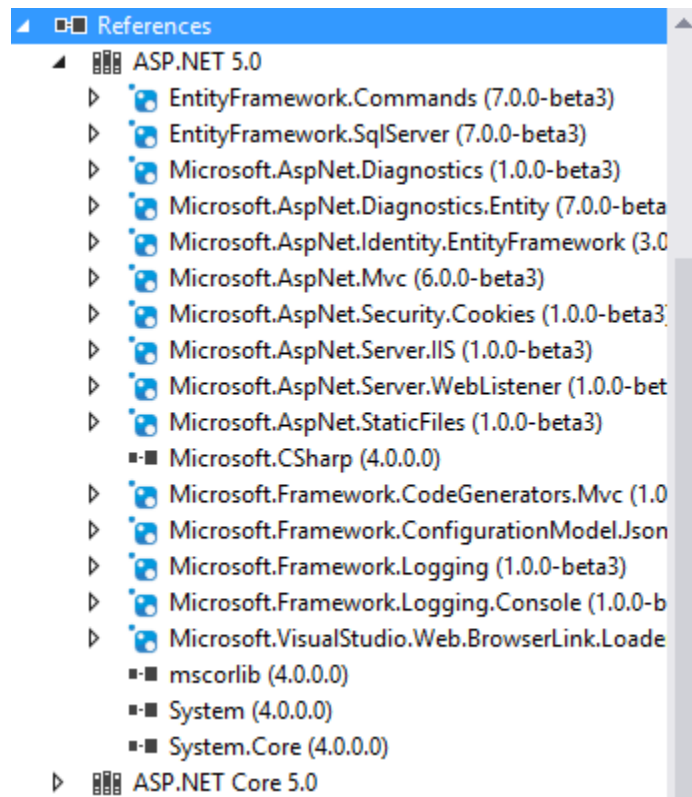 References
ASP.NET 5.0
EntityFramework.Commands (7.0.0-beta3)
EntityFramework.SqlServer (7.0.0-beta3)
Microsoft.AspNet.Diagnostics (1.0.0-beta3)
Microsoft.AspNet.Diagnostics.Entity (7.0.0-beta
Microsoft.AspNet.Identity.EntityFramework (3.0
Microsoft.AspNet.Mvc (6.0.0-beta3)
Microsoft.AspNet.Security.Cookies (1.0.0-beta3)
Microsoft.AspNet.Server.IIS (1.0.0-beta3)
Microsoft.AspNet.Server.WebListener (1.0.0-bet
Microsoft.AspNet.StaticFiles (1.0.0-beta3)
Microsoft.CSharp (4.0.0.0)
Microsoft.Framework.CodeGenerators.Mvc (1.0
Microsoft.Framework.ConfigurationModel.Json
Microsoft.Framework.Logging (1.0.0-beta3)
Microsoft.Framework.Logging.Console (1.0.0-b
Microsoft.VisualStudio.Web.BrowserLink.Loade
mscorlib (4.0.0.0)
System (4.0.0.0)
System.Core (4.0.0.0)
ASP.NET Core 5.0